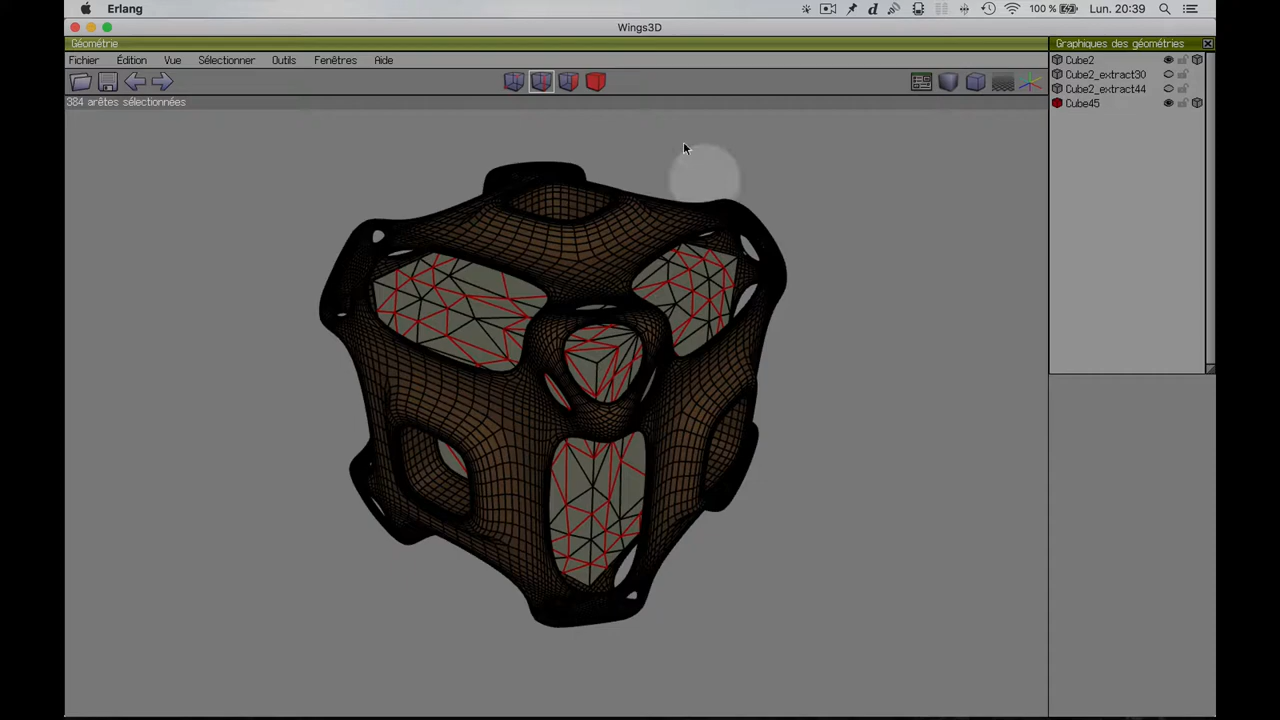 Erlang
100 %
Lun. 20:39
Wings3D
Géométrie
Graphiques des géométries
Fichier Édition Vue Sélectionner Outils Fenêtres Aide
384 arêtes sélectionnées
Cube2
Cube2_extract30
Cube2_extract44
Cube45